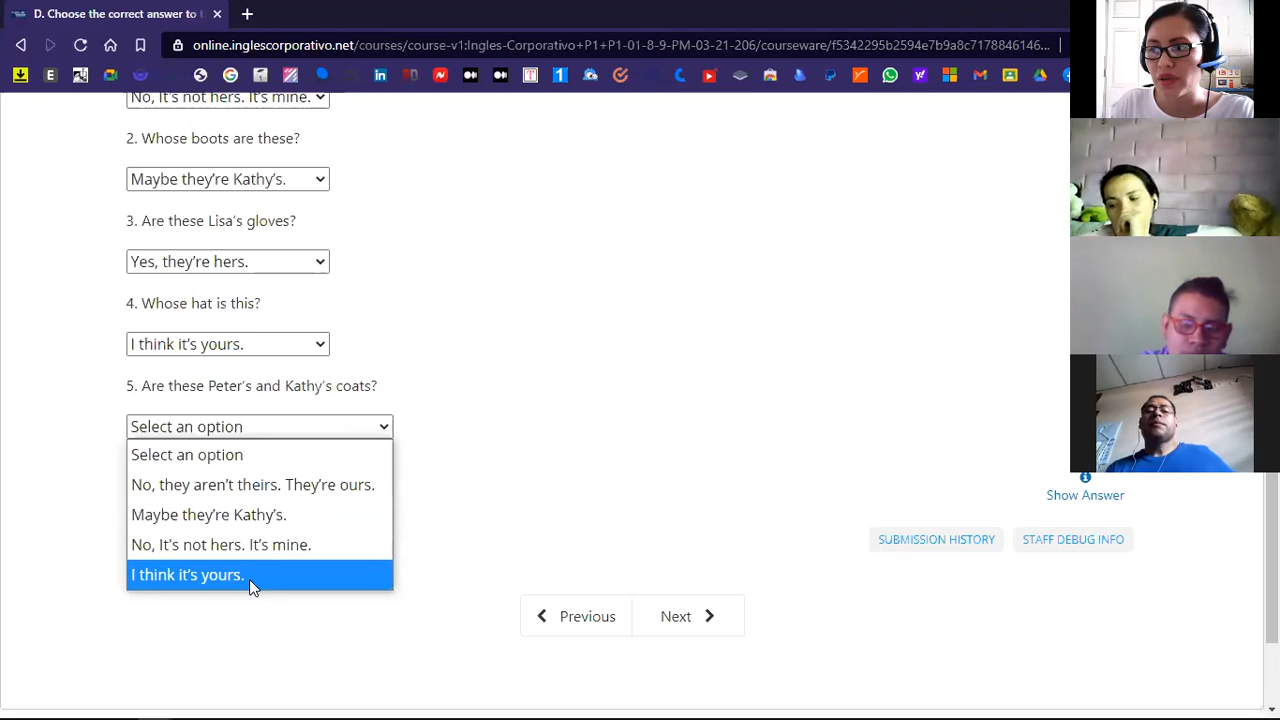 D. Choose the correct answer to t
online.inglescorporativo.net/courses/course-v1:Ingles-Corporativo+P1+P1-01-8-9-PM-03-21-206/courseware/f5342295b2594e7b9a8c7178846146...
No, It's not hers. It's mine.
2. Whose boots are these?
Maybe they're Kathy's.
3. Are these Lisa's gloves?
Yes, they're hers.
4. Whose hat is this?
I think it's yours.
5. Are these Peter's and Kathy's coats?
Select an option
Select an option
No, they aren't theirs. They're ours.
Maybe they're Kathy's.
No, It's not hers. It's mine.
I think it's yours.
Show Answer
SUBMISSION HISTORY
STAFF DEBUG INFO
Previous
Next